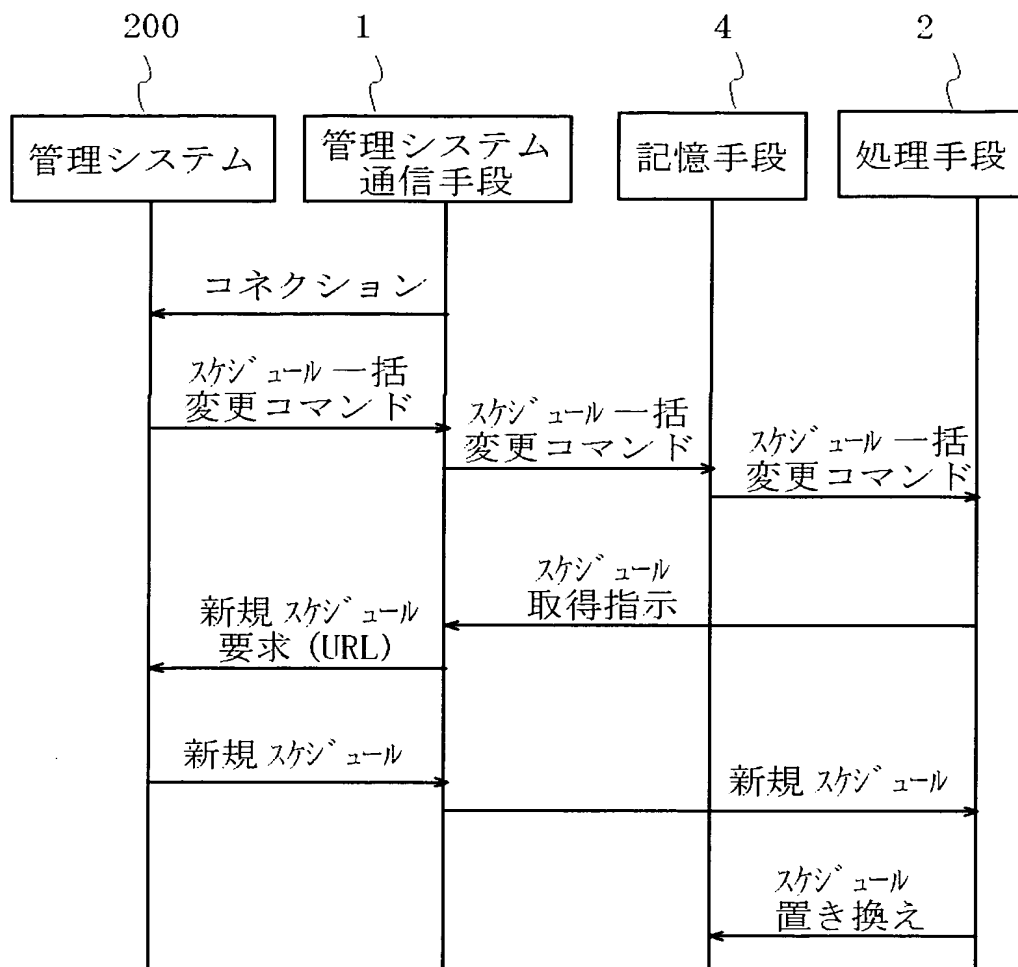 200
1
4
2
管理システム
管理システム
通信手段
記憶手段
処理手段
コネクション
ｽｹｼﾞｭｰﾙ一括
変更コマンド
ｽｹｼﾞｭｰﾙ一括
変更コマンド
ｽｹｼﾞｭｰﾙ一括
変更コマンド
ｽｹｼﾞｭｰﾙ
取得指示
新規ｽｹｼﾞｭｰﾙ
要求(URL)
新規ｽｹｼﾞｭｰﾙ
新規ｽｹｼﾞｭｰﾙ
ｽｹｼﾞｭｰﾙ
置き換え